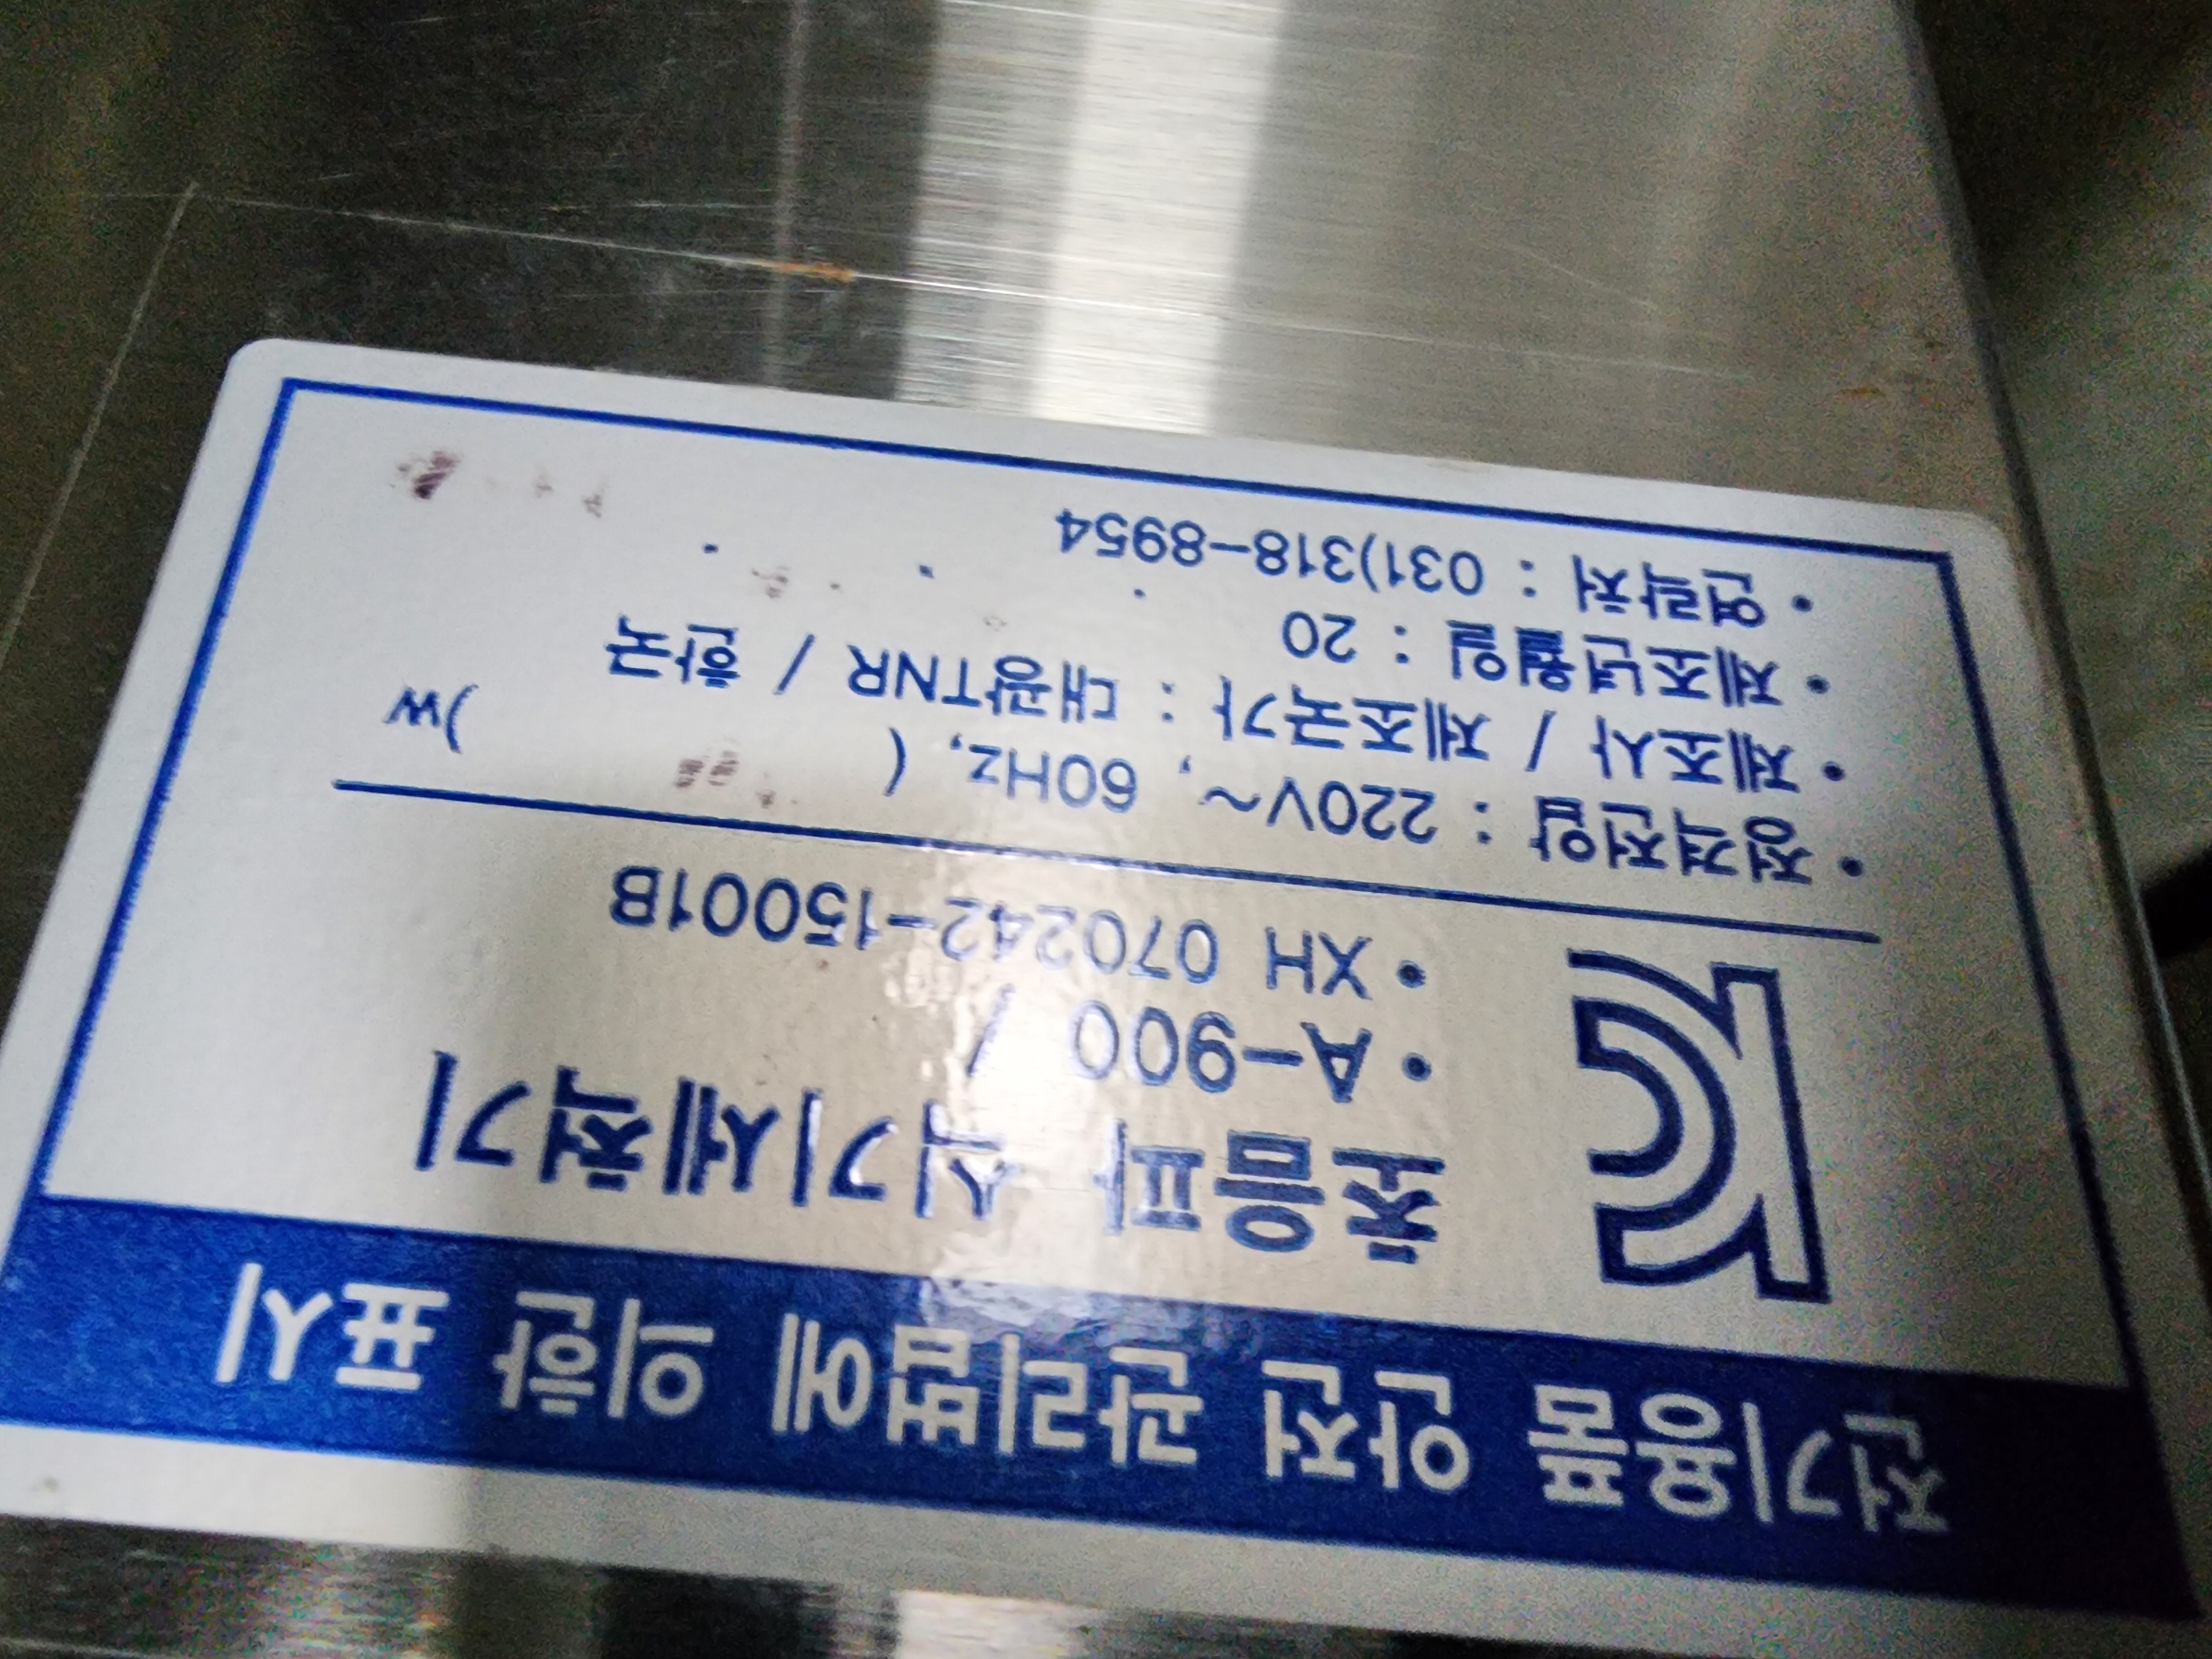 전기용품 안전 관리법에 의한 표시
초음파 식기세척기
• A-900 /
• XH 070242-15001B
• 정격전압 : 220V~, 60Hz, ( )W
• 제조사 / 제조국가 : 대광TNR / 한국
• 제조년월일 : 20 . . .
• 연락처 : 031)318-8954